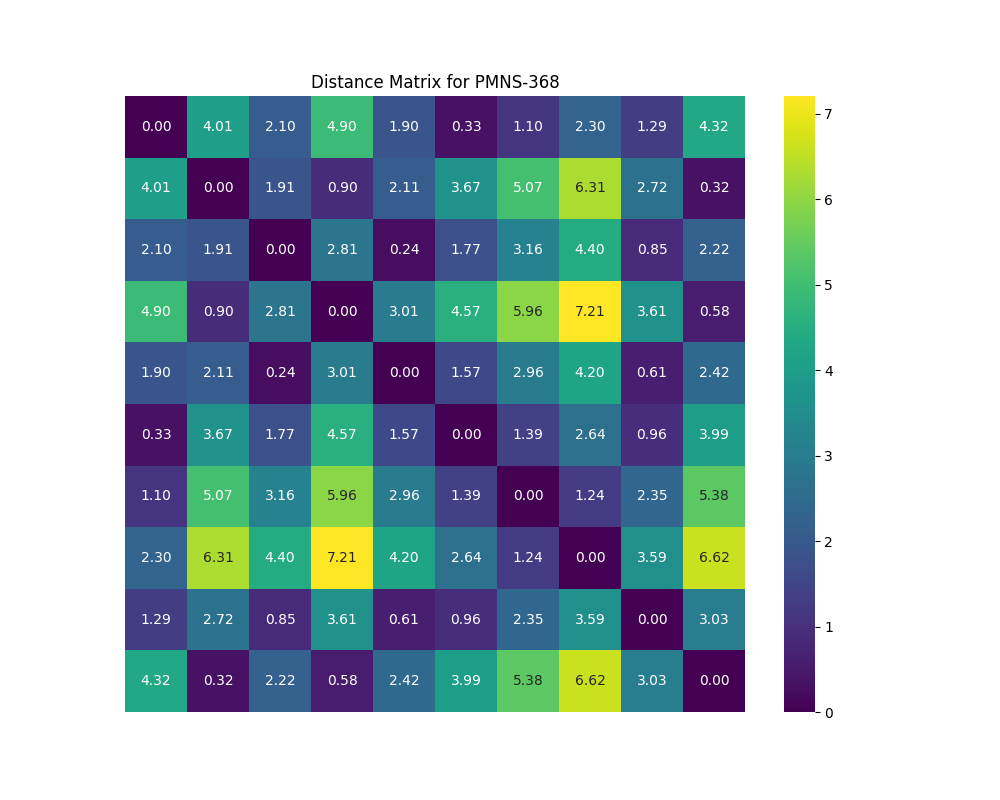 Distance Matrix for PMNS-368
0.00 4.01 2.10 4.90 1.90 0.33 1.10 2.30 1.29 4.32
4.01 0.00 1.91 0.90 2.11 3.67 5.07 6.31 2.72 0.32
2.10 1.91 0.00 2.81 0.24 1.77 3.16 4.40 0.85 2.22
4.90 0.90 2.81 0.00 3.01 4.57 5.96 7.21 3.61 0.58
1.90 2.11 0.24 3.01 0.00 1.57 2.96 4.20 0.61 2.42
0.33 3.67 1.77 4.57 1.57 0.00 1.39 2.64 0.96 3.99
1.10 5.07 3.16 5.96 2.96 1.39 0.00 1.24 2.35 5.38
2.30 6.31 4.40 7.21 4.20 2.64 1.24 0.00 3.59 6.62
1.29 2.72 0.85 3.61 0.61 0.96 2.35 3.59 0.00 3.03
4.32 0.32 2.22 0.58 2.42 3.99 5.38 6.62 3.03 0.00
7
6
5
4
3
2
1
0